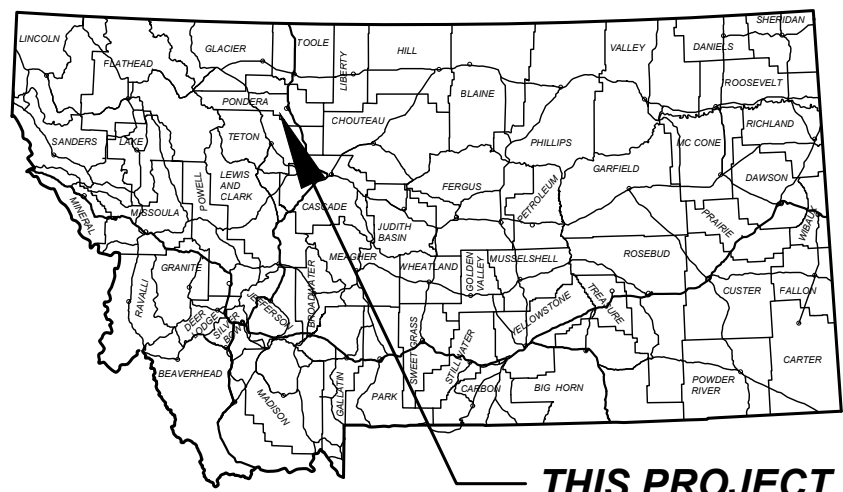 LINCOLN
FLATHEAD
GLACIER
TOOLE
LIBERTY
HILL
BLAINE
VALLEY
DANIELS
SHERIDAN
ROOSEVELT
PONDERA
CHOUTEAU
PHILLIPS
RICHLAND
SANDERS
LAKE
TETON
MC CONE
GARFIELD
DAWSON
MINERAL
MISSOULA
POWELL
LEWIS
AND
CLARK
CASCADE
FERGUS
PETROLEUM
JUDITH
BASIN
PRAIRIE
WIBAUX
GRANITE
RAVALLI
MEAGHER
BROADWATER
WHEATLAND
GOLDEN
VALLEY
MUSSELSHELL
ROSEBUD
TREASURE
CUSTER
FALLON
DEER
LODGE
SILVER
BOW
JEFFERSON
YELLOWSTONE
BEAVERHEAD
MADISON
GALLATIN
PARK
SWEET GRASS
STILLWATER
CARBON
BIG HORN
POWDER
RIVER
CARTER
THIS PROJECT